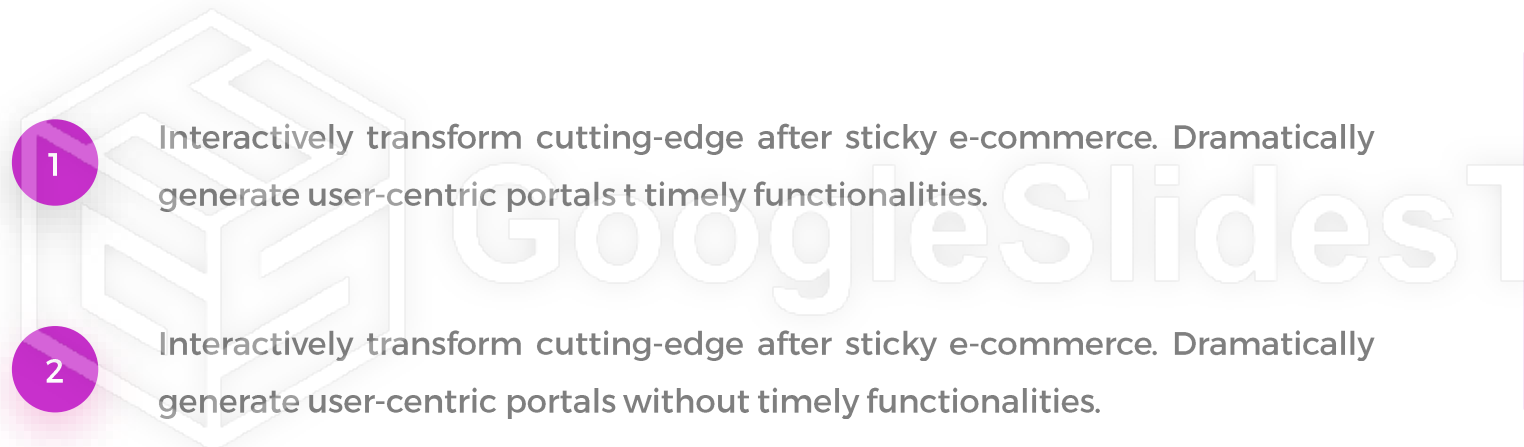 1
Interactively transform cutting-edge after sticky e-commerce. Dramatically
generate user-centric portals t timely functionalities.
GoogleSlidesT
2
Interactively transform cutting-edge after sticky e-commerce. Dramatically
generate user-centric portals without timely functionalities.